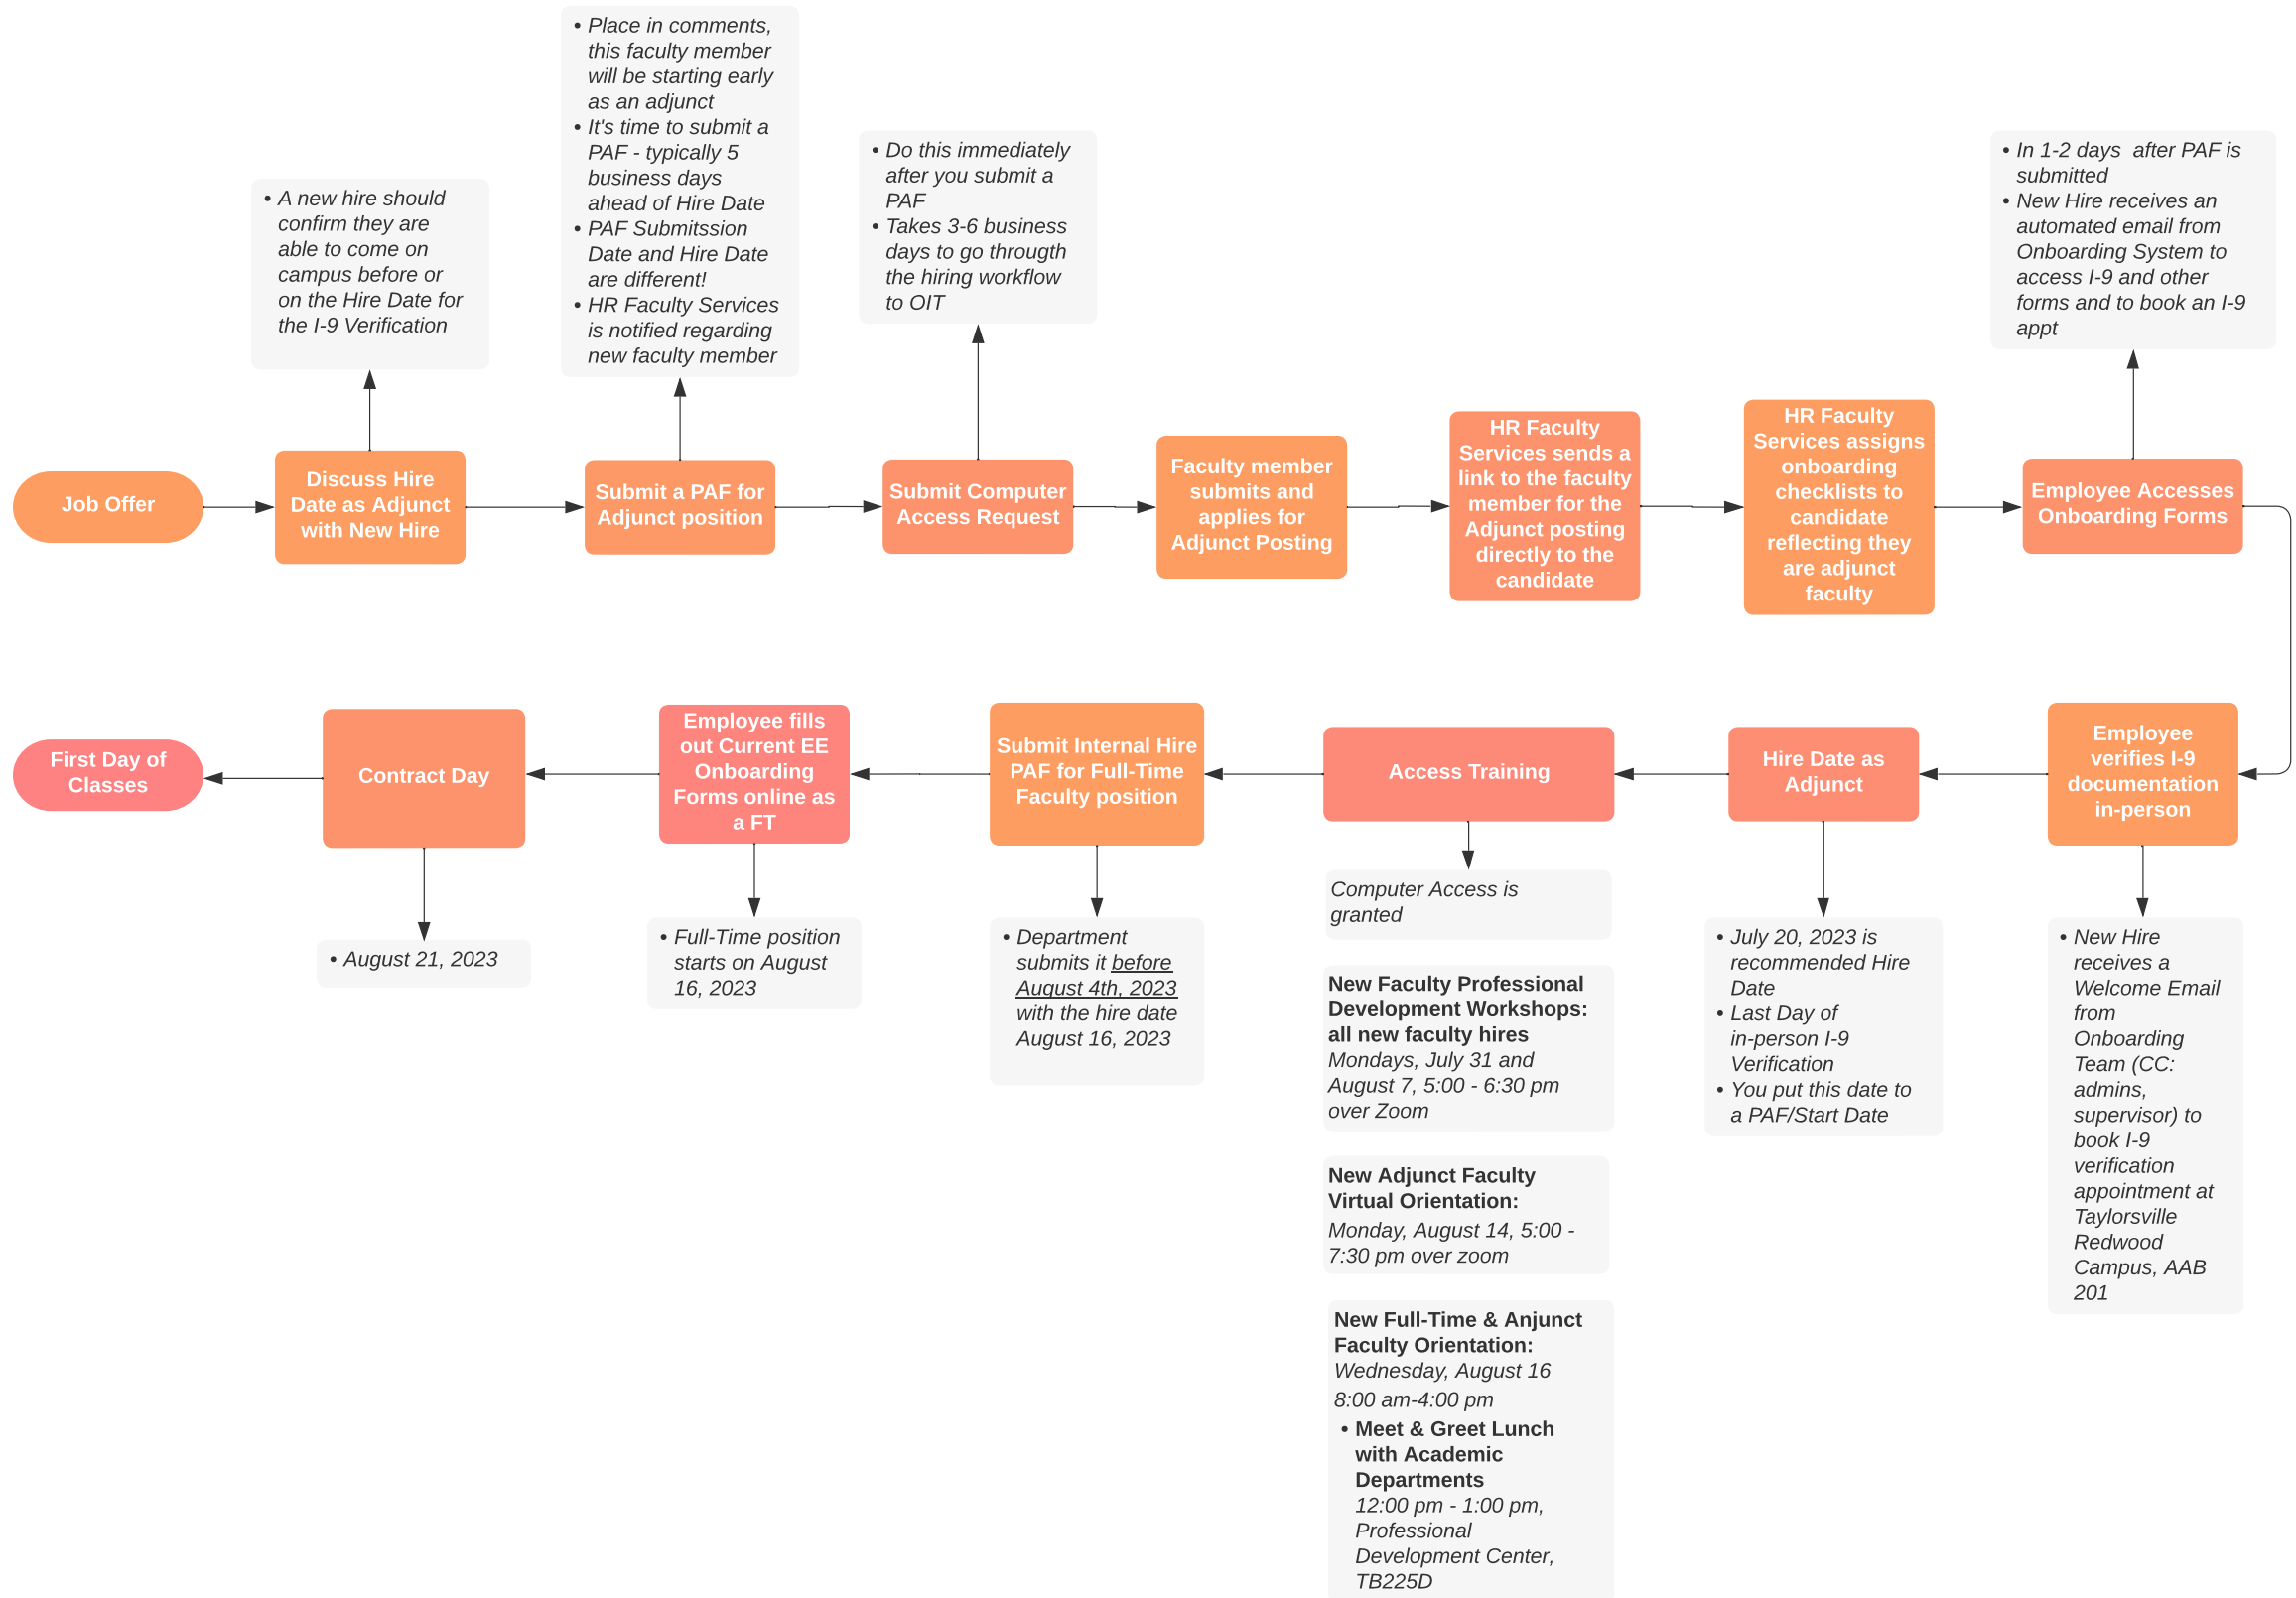 • Place in comments,
this faculty member
will be starting early
as an adjunct
• It's time to submit a
PAF - typically 5
business days
ahead of Hire Date
• PAF Submitssion
Date and Hire Date
are different!
• HR Faculty Services
is notified regarding
new faculty member
• Do this immediately
after you submit a
PAF
• Takes 3-6 business
days to go througth
the hiring workflow
to OIT
• In 1-2 days  after PAF is
submitted
• New Hire receives an
automated email from
Onboarding System to
access I-9 and other
forms and to book an I-9
appt
• A new hire should
confirm they are
able to come on
campus before or
on the Hire Date for
the I-9 Verification
Job Offer
Discuss Hire
Date as Adjunct
with New Hire
Submit a PAF for
Adjunct position
Submit Computer
Access Request
Faculty member
submits and
applies for
Adjunct Posting
HR Faculty
Services sends a
link to the faculty
member for the
Adjunct posting
directly to the
candidate
HR Faculty
Services assigns
onboarding
checklists to
candidate
reflecting they
are adjunct
faculty
Employee Accesses
Onboarding Forms
First Day of
Classes
Contract Day
Employee fills
out Current EE
Onboarding
Forms online as
a FT
Submit Internal Hire
PAF for Full-Time
Faculty position
Access Training
Hire Date as
Adjunct
Employee
verifies I-9
documentation
in-person
• August 21, 2023
• Full-Time position
starts on August
16, 2023
• Department
submits it before
August 4th, 2023
with the hire date
August 16, 2023
Computer Access is
granted
New Faculty Professional
Development Workshops:
all new faculty hires
Mondays, July 31 and
August 7, 5:00 - 6:30 pm
over Zoom
New Adjunct Faculty
Virtual Orientation:
Monday, August 14, 5:00 -
7:30 pm over zoom
New Full-Time & Anjunct
Faculty Orientation:
Wednesday, August 16
8:00 am-4:00 pm
• Meet & Greet Lunch
with Academic
Departments
12:00 pm - 1:00 pm,
Professional
Development Center,
TB225D
• July 20, 2023 is
recommended Hire
Date
• Last Day of
in-person I-9
Verification
• You put this date to
a PAF/Start Date
• New Hire
receives a
Welcome Email
from
Onboarding
Team (CC:
admins,
supervisor) to
book I-9
verification
appointment at
Taylorsville
Redwood
Campus, AAB
201